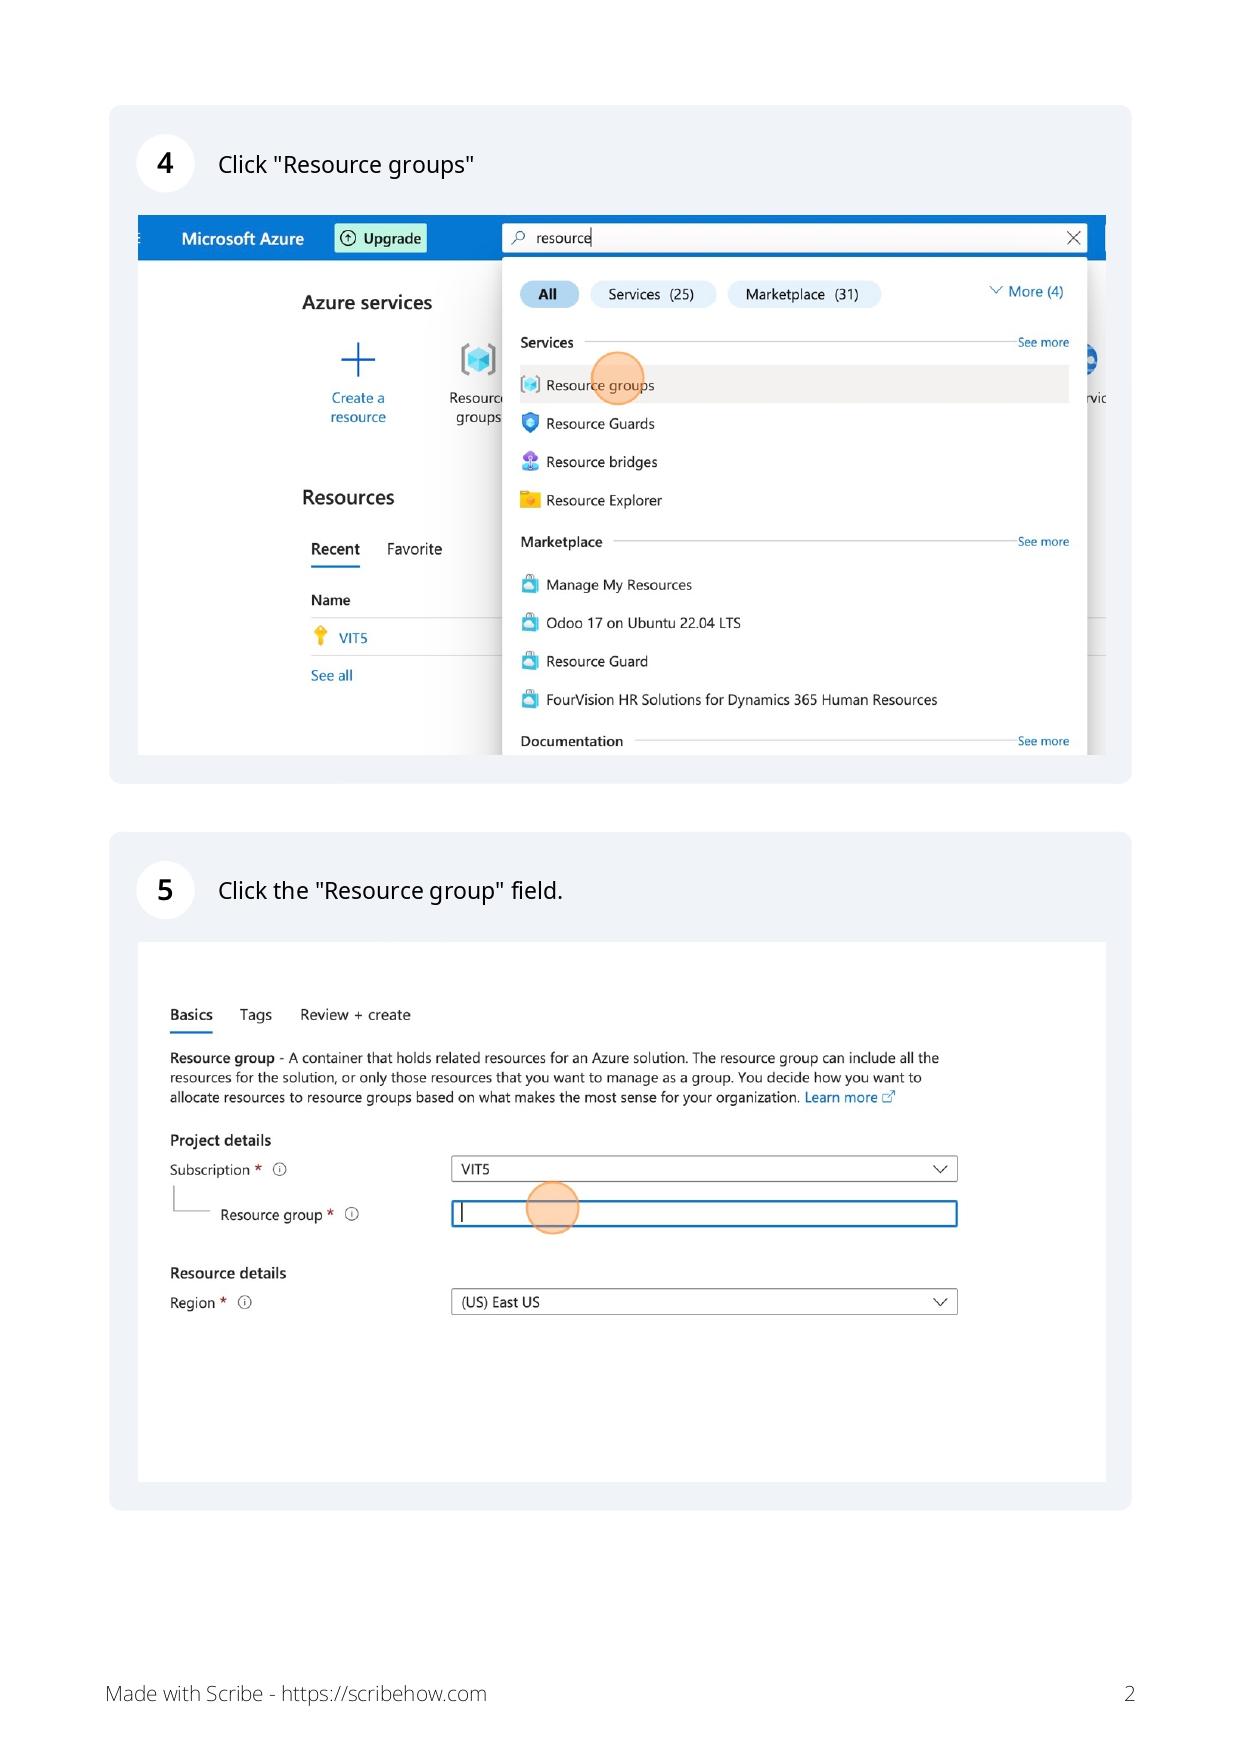 4 Click "Resource groups"
Microsoft Azure Upgrade resource
All Services (25) Marketplace (31) More (4)
Azure services
Services See more
Resource groups
Create a resource
Resource groups
Resource Guards
Resource bridges
Resources
Resource Explorer
Recent Favorite
Marketplace See more
Manage My Resources
Name
Odoo 17 on Ubuntu 22.04 LTS
VIT5
Resource Guard
See all
FourVision HR Solutions for Dynamics 365 Human Resources
Documentation See more
5 Click the "Resource group" field.
Basics Tags Review + create
Resource group - A container that holds related resources for an Azure solution. The resource group can include all the
resources for the solution, or only those resources that you want to manage as a group. You decide how you want to
allocate resources to resource groups based on what makes the most sense for your organization. Learn more
Project details
Subscription * VIT5
Resource group *
Resource details
Region * (US) East US
Made with Scribe - https://scribehow.com 2